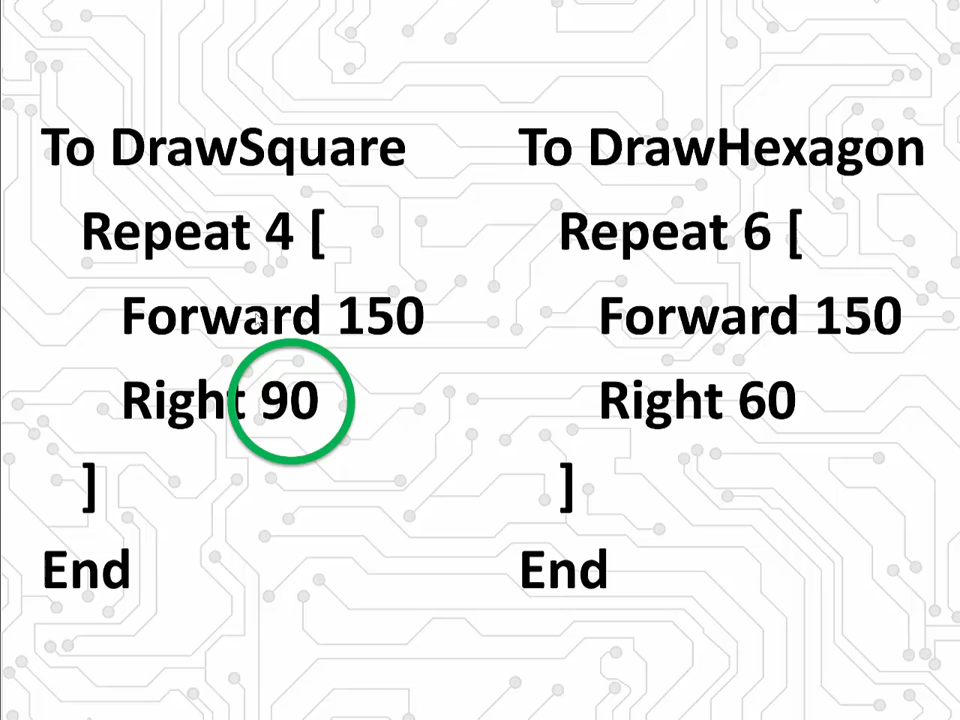 To DrawSquare
Repeat 4 [
Forward 150
Right 90
]
End
To DrawHexagon
Repeat 6 [
Forward 150
Right 60
]
End